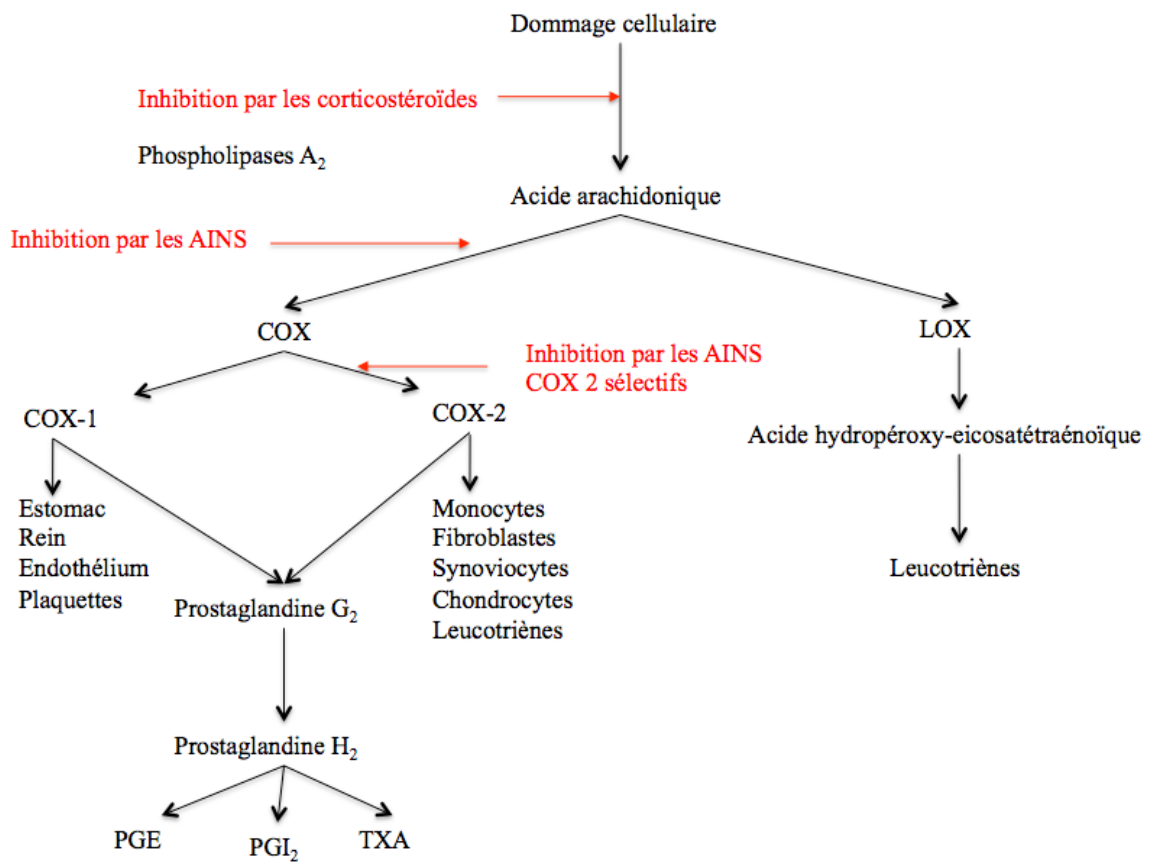 Dommage cellulaire
Inhibition par les corticostéroïdes
Phospholipases A₂
Acide arachidonique
Inhibition par les AINS
COX
LOX
Inhibition par les AINS
COX 2 sélectifs
COX-1
COX-2
Acide hydropéroxy-eicosatétraénoïque
Estomac
Rein
Endothélium
Plaquettes
Monocytes
Fibroblastes
Synoviocytes
Chondrocytes
Leucotriènes
Leucotriènes
Prostaglandine G₂
Prostaglandine H₂
PGE
PGI₂
TXA